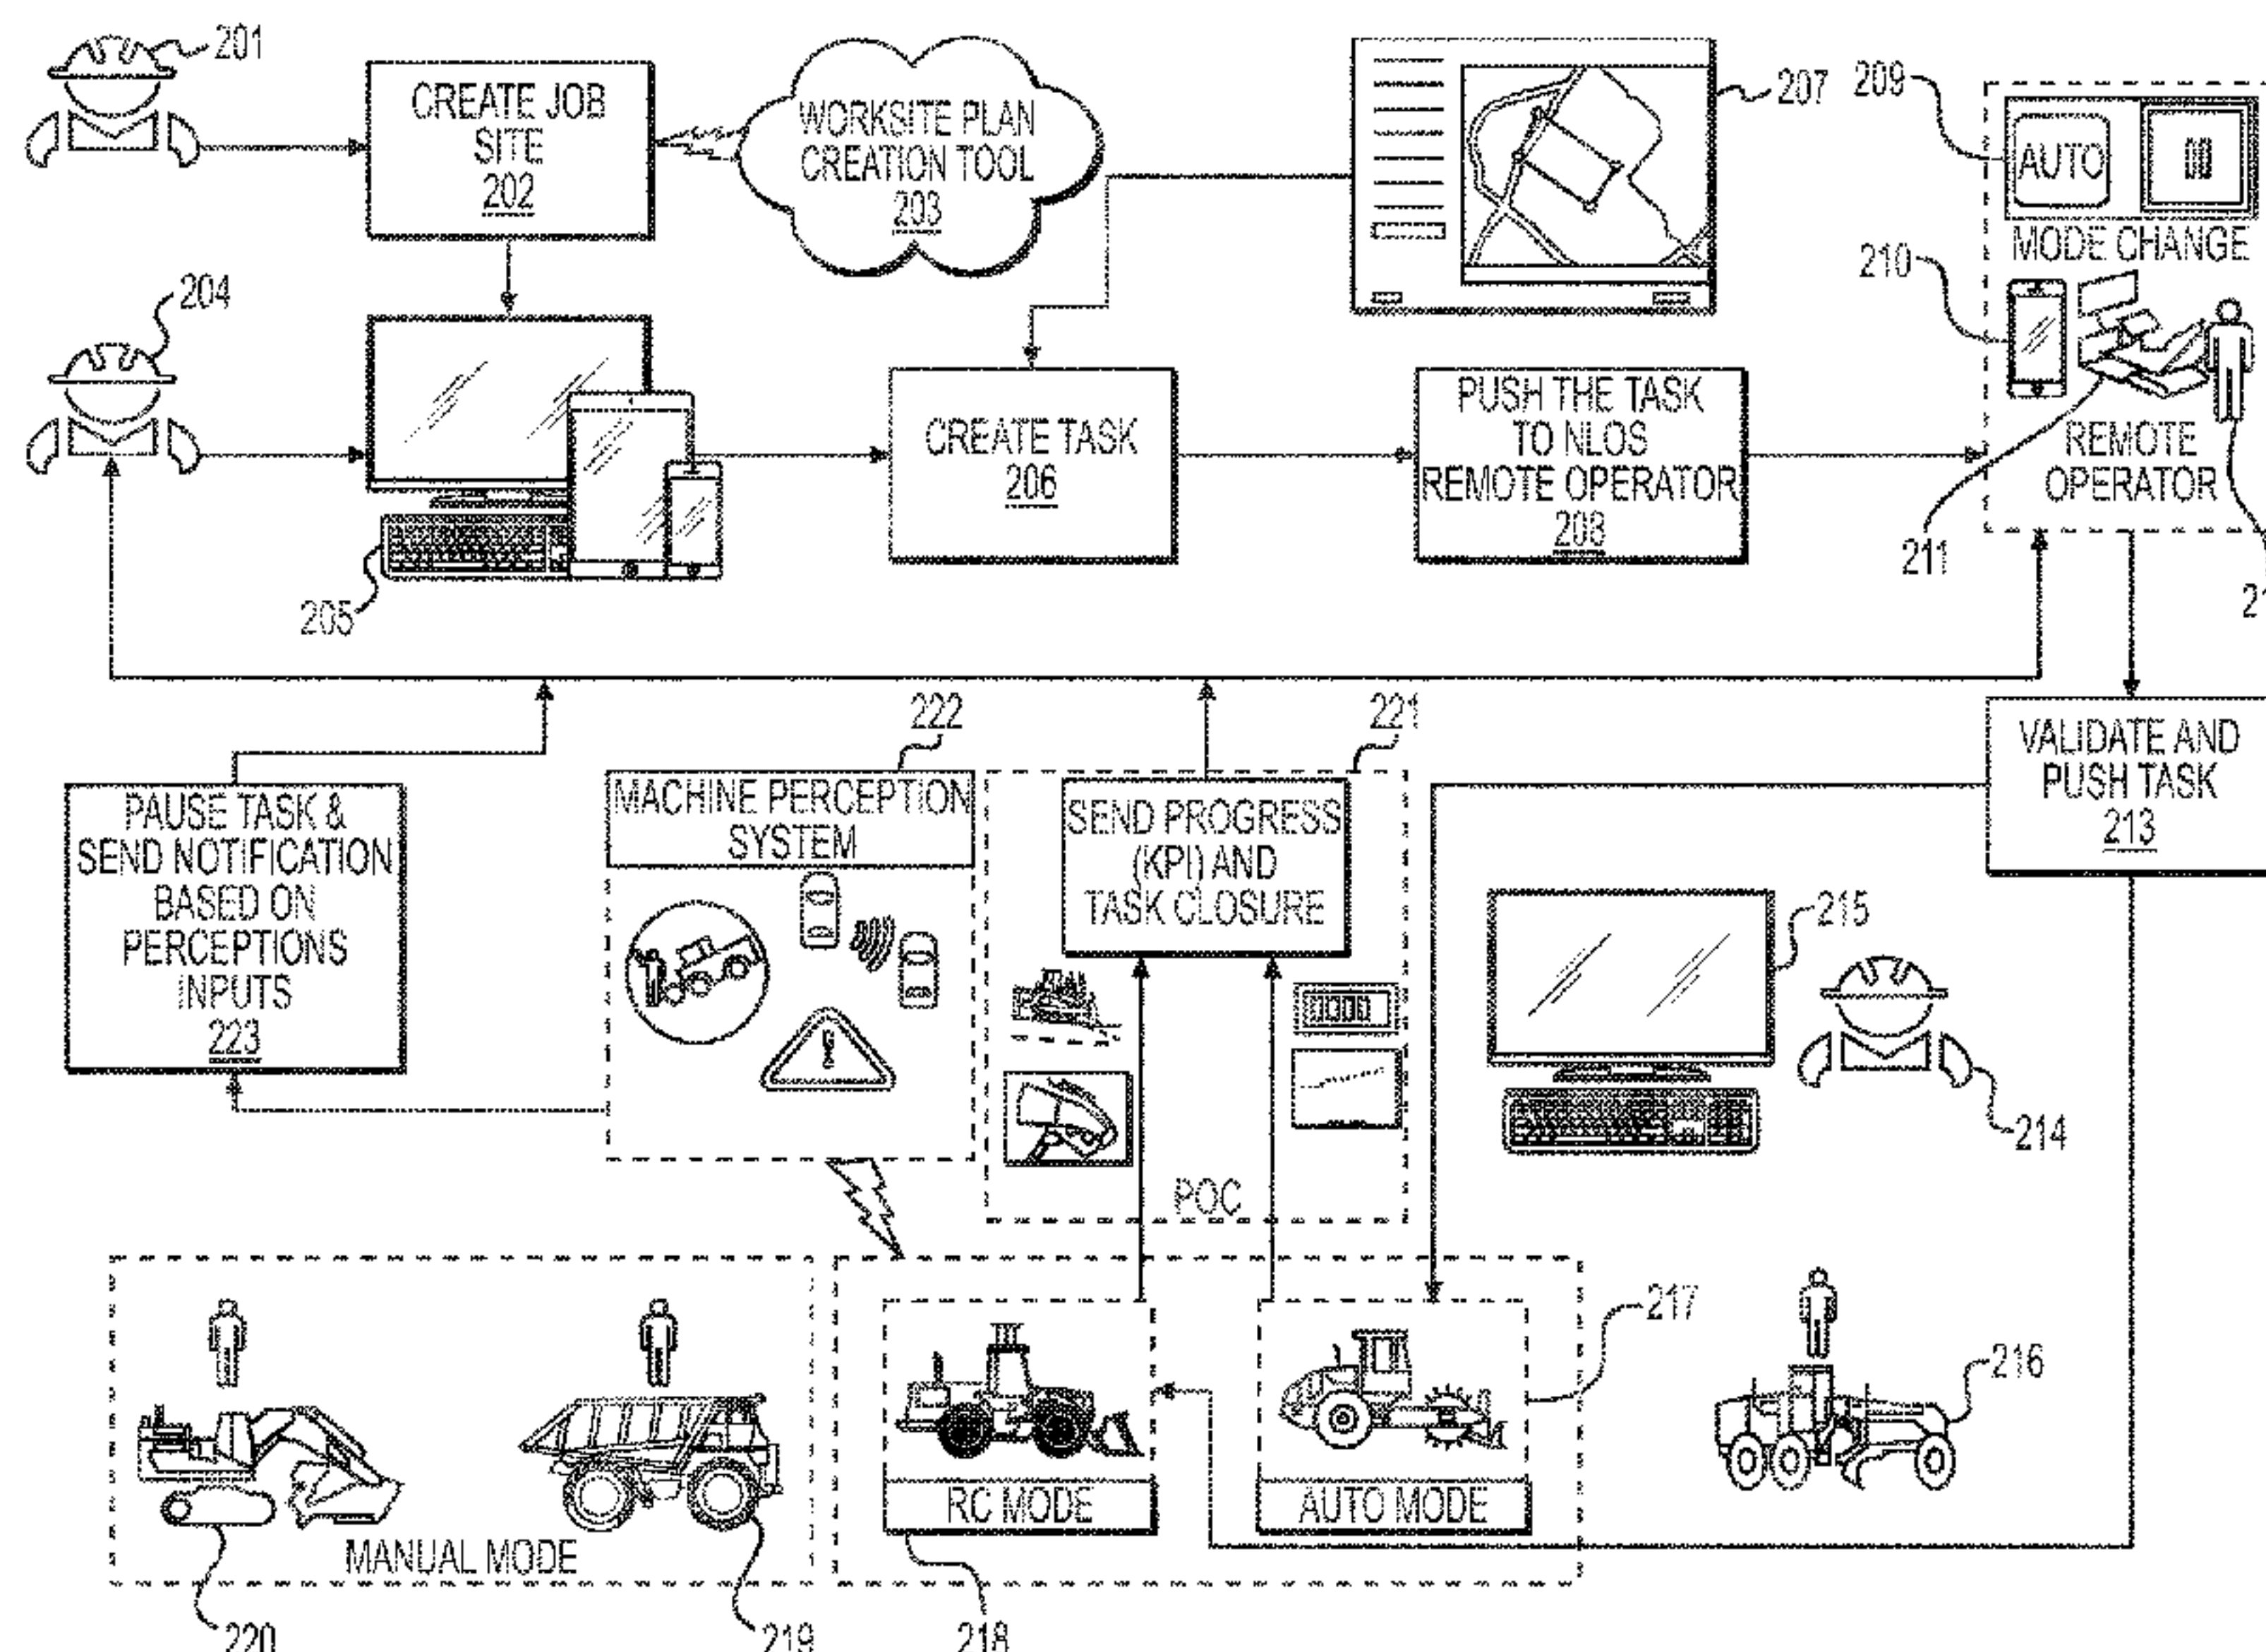 201
CREATE JOB
SITE
202
WORKSITE PLAN
CREATION TOOL
203
207
209
AUTO
MODE CHANGE
210
REMOTE
OPERATOR
211
204
205
CREATE TASK
206
PUSH THE TASK
TO NLOS
REMOTE OPERATOR
208
VALIDATE AND
PUSH TASK
213
222
221
PAUSE TASK &
SEND NOTIFICATION
BASED ON
PERCEPTIONS
INPUTS
223
MACHINE PERCEPTION
SYSTEM
SEND PROGRESS
(KPI) AND
TASK CLOSURE
POC
215
214
217
216
RC MODE
AUTO MODE
MANUAL MODE
220
219
218